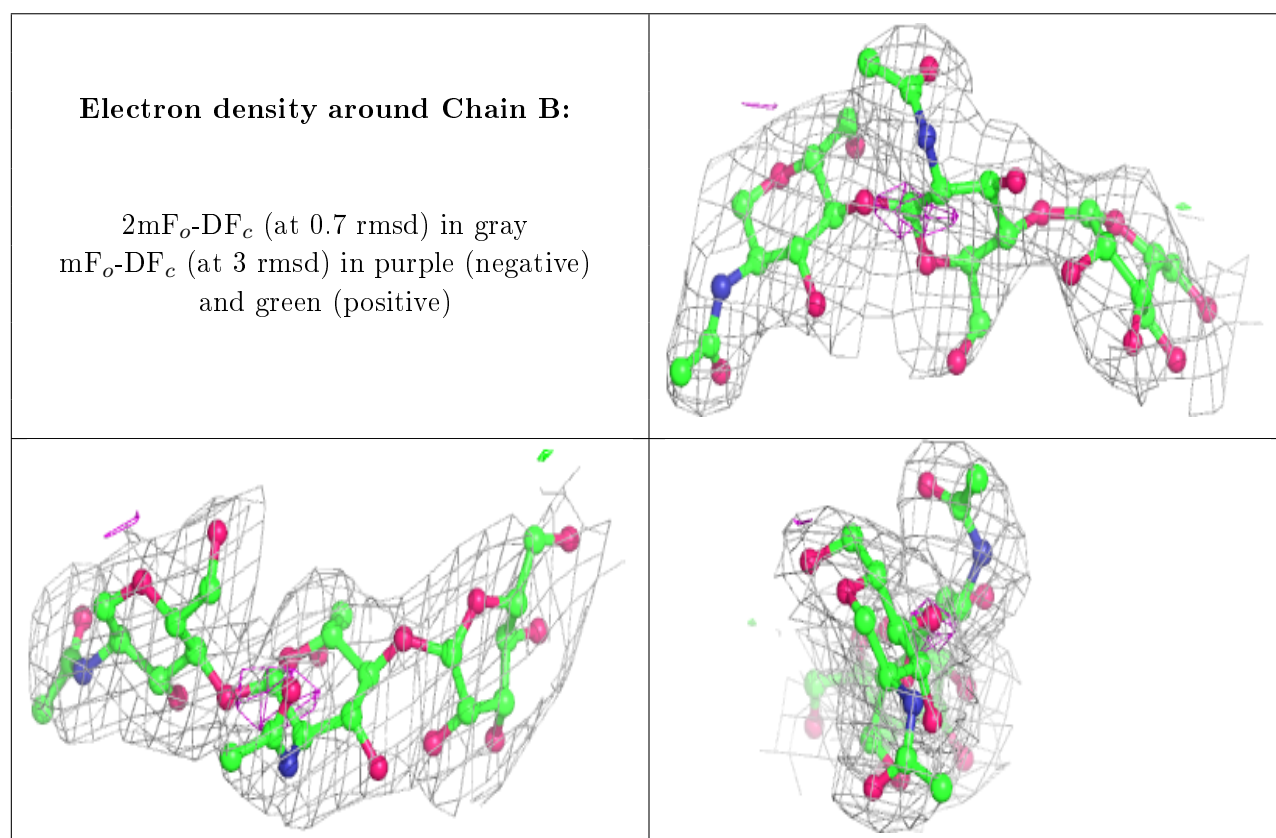 Electron density around Chain B:
2mFₒ-DF𝑐 (at 0.7 rmsd) in gray
mFₒ-DF𝑐 (at 3 rmsd) in purple (negative)
and green (positive)